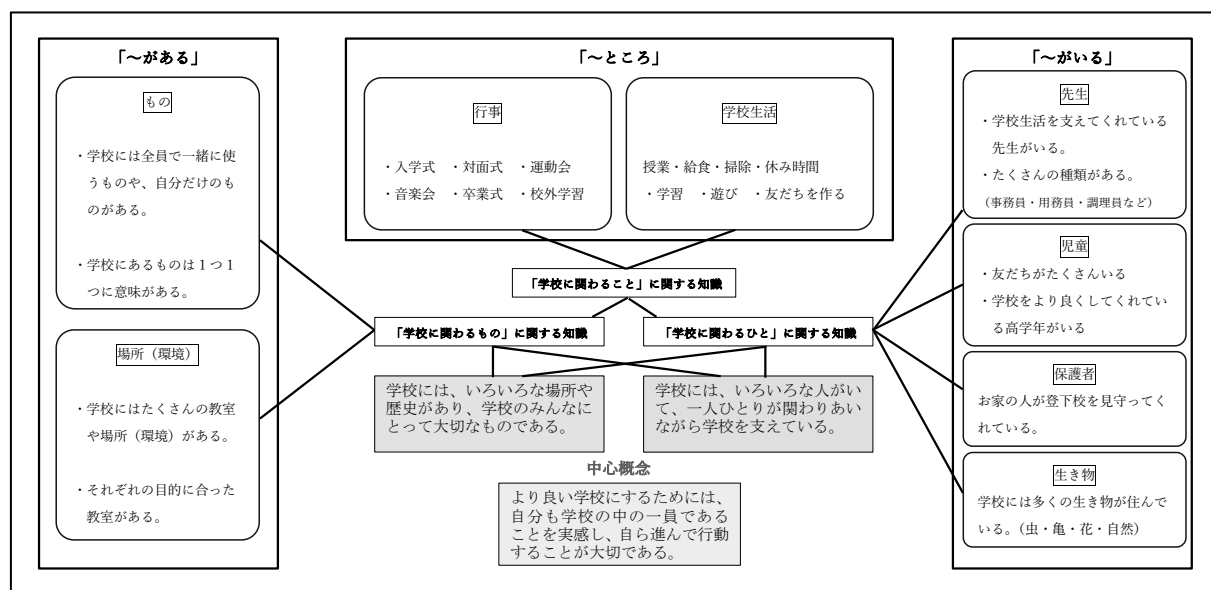 「～がある」
もの
・学校には全員で一緒に使
うものや、自分だけのも
のがある。
・学校にあるものは１つ１
つに意味がある。
場所（環境）
・学校にはたくさんの教室
や場所（環境）がある。
・それぞれの目的に合った
教室がある。
「～ところ」
行事
・入学式　・対面式　・運動会
・音楽会　・卒業式　・校外学習
学校生活
授業・給食・掃除・休み時間
・学習　・遊び　・友だちを作る
「学校に関わること」に関する知識
「学校に関わるもの」に関する知識
「学校に関わるひと」に関する知識
学校には、いろいろな場所や
歴史があり、学校のみんなに
とって大切なものである。
学校には、いろいろな人がい
て、一人ひとりが関わりあい
ながら学校を支えている。
中心概念
より良い学校にするためには、
自分も学校の中の一員である
ことを実感し、自ら進んで行動
することが大切である。
「～がいる」
先生
・学校生活を支えてくれている
先生がいる。
・たくさんの種類がある。
（事務員・用務員・調理員など）
児童
・友だちがたくさんいる
・学校をより良くしてくれてい
る高学年がいる
保護者
お家の人が登下校を見守ってく
れている。
生き物
学校には多くの生き物が住んで
いる。（虫・亀・花・自然）